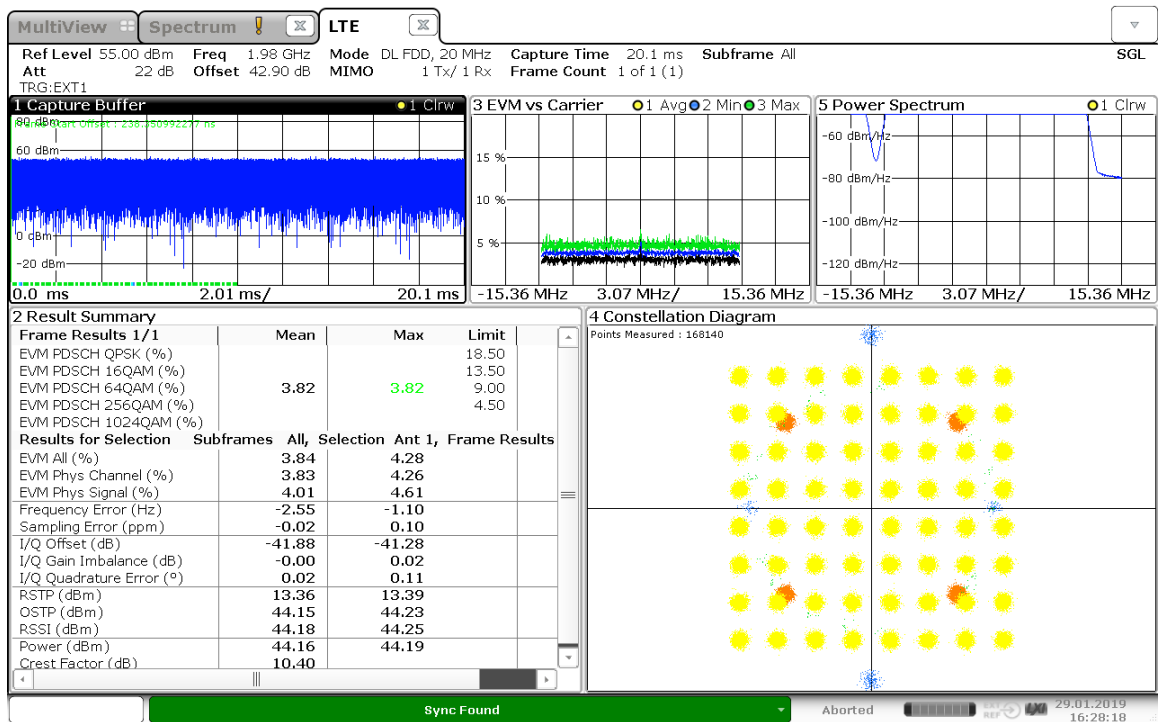 MultiView Spectrum LTE
Ref Level 55.00 dBm Freq 1.98 GHz Mode DL FDD, 20 MHz Capture Time 20.1 ms Subframe All SGL
Att 22 dB Offset 42.90 dB MIMO 1 Tx/ 1 Rx Frame Count 1 of 1 (1)
TRG:EXT1
1 Capture Buffer 1 Clrw
80 dBm
Frame Start Offset : 238.350992277 ns
60 dBm
0 dBm
-20 dBm
0.0 ms 2.01 ms/ 20.1 ms
3 EVM vs Carrier 1 Avg 2 Min 3 Max
15 %
10 %
5 %
-15.36 MHz 3.07 MHz/ 15.36 MHz
5 Power Spectrum 1 Clrw
-60 dBm/Hz
-80 dBm/Hz
-100 dBm/Hz
-120 dBm/Hz
-15.36 MHz 3.07 MHz/ 15.36 MHz
2 Result Summary
Frame Results 1/1 Mean Max Limit
EVM PDSCH QPSK (%) 18.50
EVM PDSCH 16QAM (%) 13.50
EVM PDSCH 64QAM (%) 3.82 3.82 9.00
EVM PDSCH 256QAM (%) 4.50
EVM PDSCH 1024QAM (%)
Results for Selection Subframes All, Selection Ant 1, Frame Results
EVM All (%) 3.84 4.28
EVM Phys Channel (%) 3.83 4.26
EVM Phys Signal (%) 4.01 4.61
Frequency Error (Hz) -2.55 -1.10
Sampling Error (ppm) -0.02 0.10
I/Q Offset (dB) -41.88 -41.28
I/Q Gain Imbalance (dB) -0.00 0.02
I/Q Quadrature Error (°) 0.02 0.11
RSTP (dBm) 13.36 13.39
OSTP (dBm) 44.15 44.23
RSSI (dBm) 44.18 44.25
Power (dBm) 44.16 44.19
Crest Factor (dB) 10.40
4 Constellation Diagram
Points Measured : 168140
Sync Found
Aborted
EXT
REF
LXI
29.01.2019
16:28:18